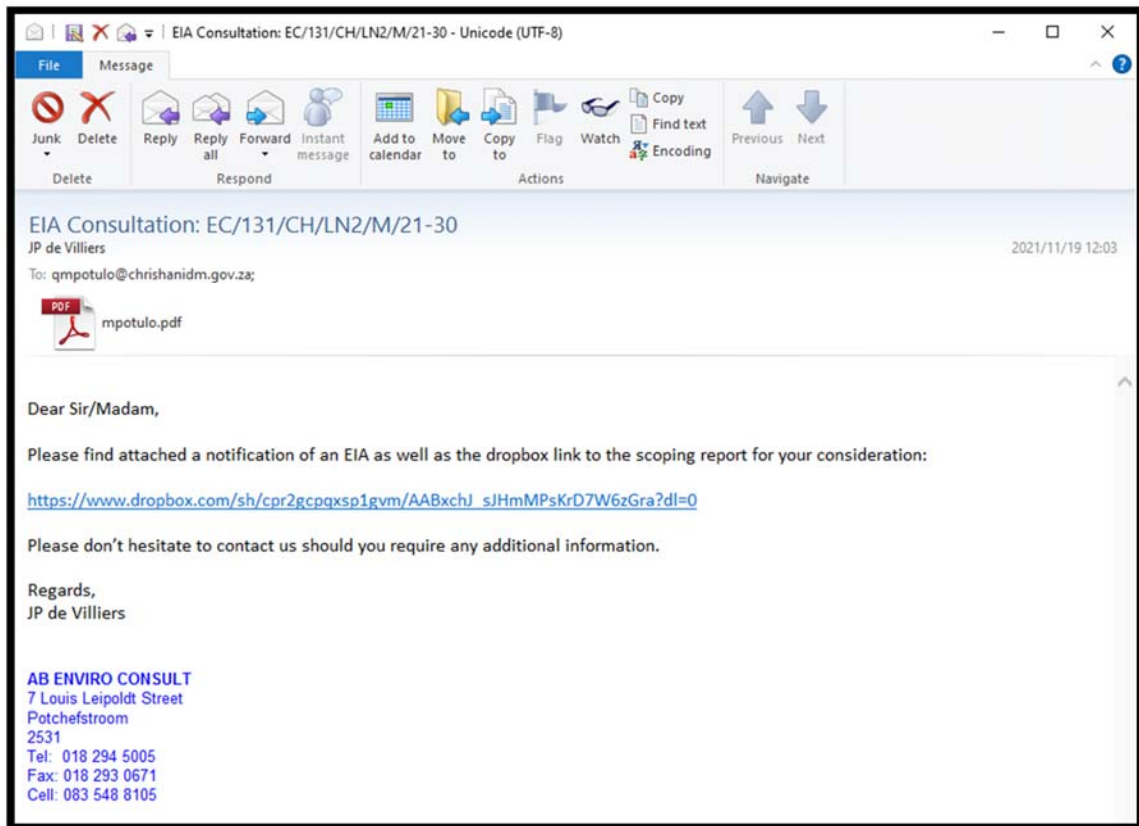 EIA Consultation: EC/131/CH/LN2/M/21-30 - Unicode (UTF-8)
File Message
Junk Delete Reply Reply all Forward Instant message Add to calendar Move to Copy to Flag Watch Copy Find text Encoding Previous Next
Delete Respond Actions Navigate
EIA Consultation: EC/131/CH/LN2/M/21-30
JP de Villiers
2021/11/19 12:03
To: qmpotulo@chrishanidm.gov.za;
PDF
mpotulo.pdf
Dear Sir/Madam,
Please find attached a notification of an EIA as well as the dropbox link to the scoping report for your consideration:
https://www.dropbox.com/sh/cpr2gcpqxsp1gvm/AABxchJ_sJHmMPsKrD7W6zGra?dl=0
Please don't hesitate to contact us should you require any additional information.
Regards,
JP de Villiers
AB ENVIRO CONSULT
7 Louis Leipoldt Street
Potchefstroom
2531
Tel: 018 294 5005
Fax: 018 293 0671
Cell: 083 548 8105